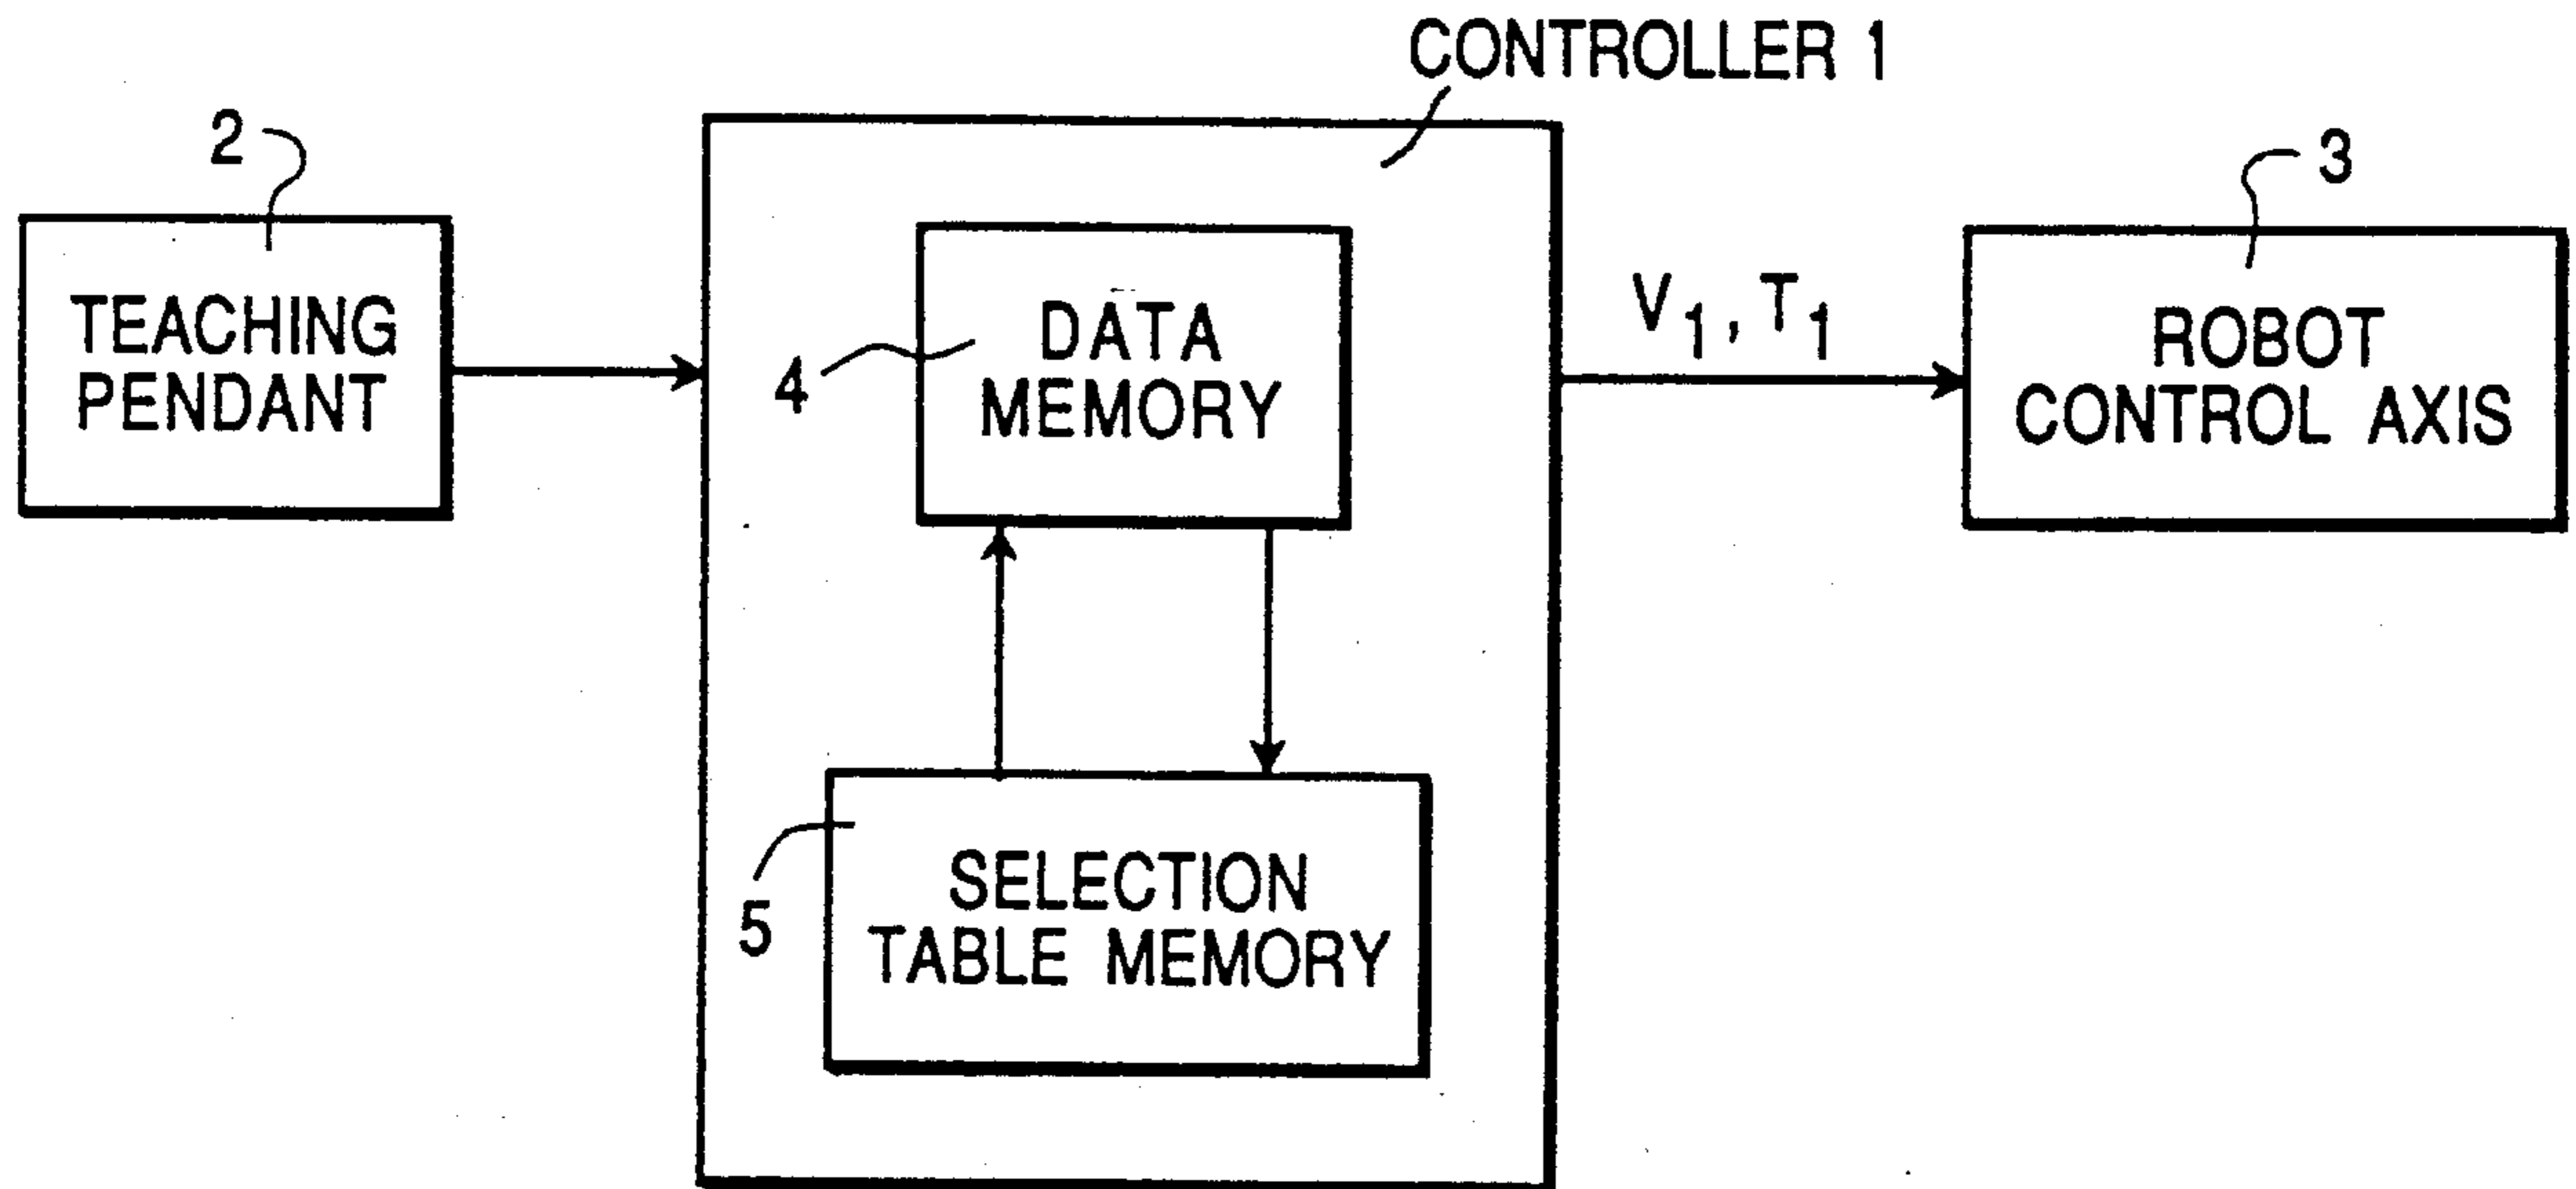 CONTROLLER 1
2
3
TEACHING
PENDANT
4
DATA
MEMORY
V₁, T₁
ROBOT
CONTROL AXIS
5
SELECTION
TABLE MEMORY